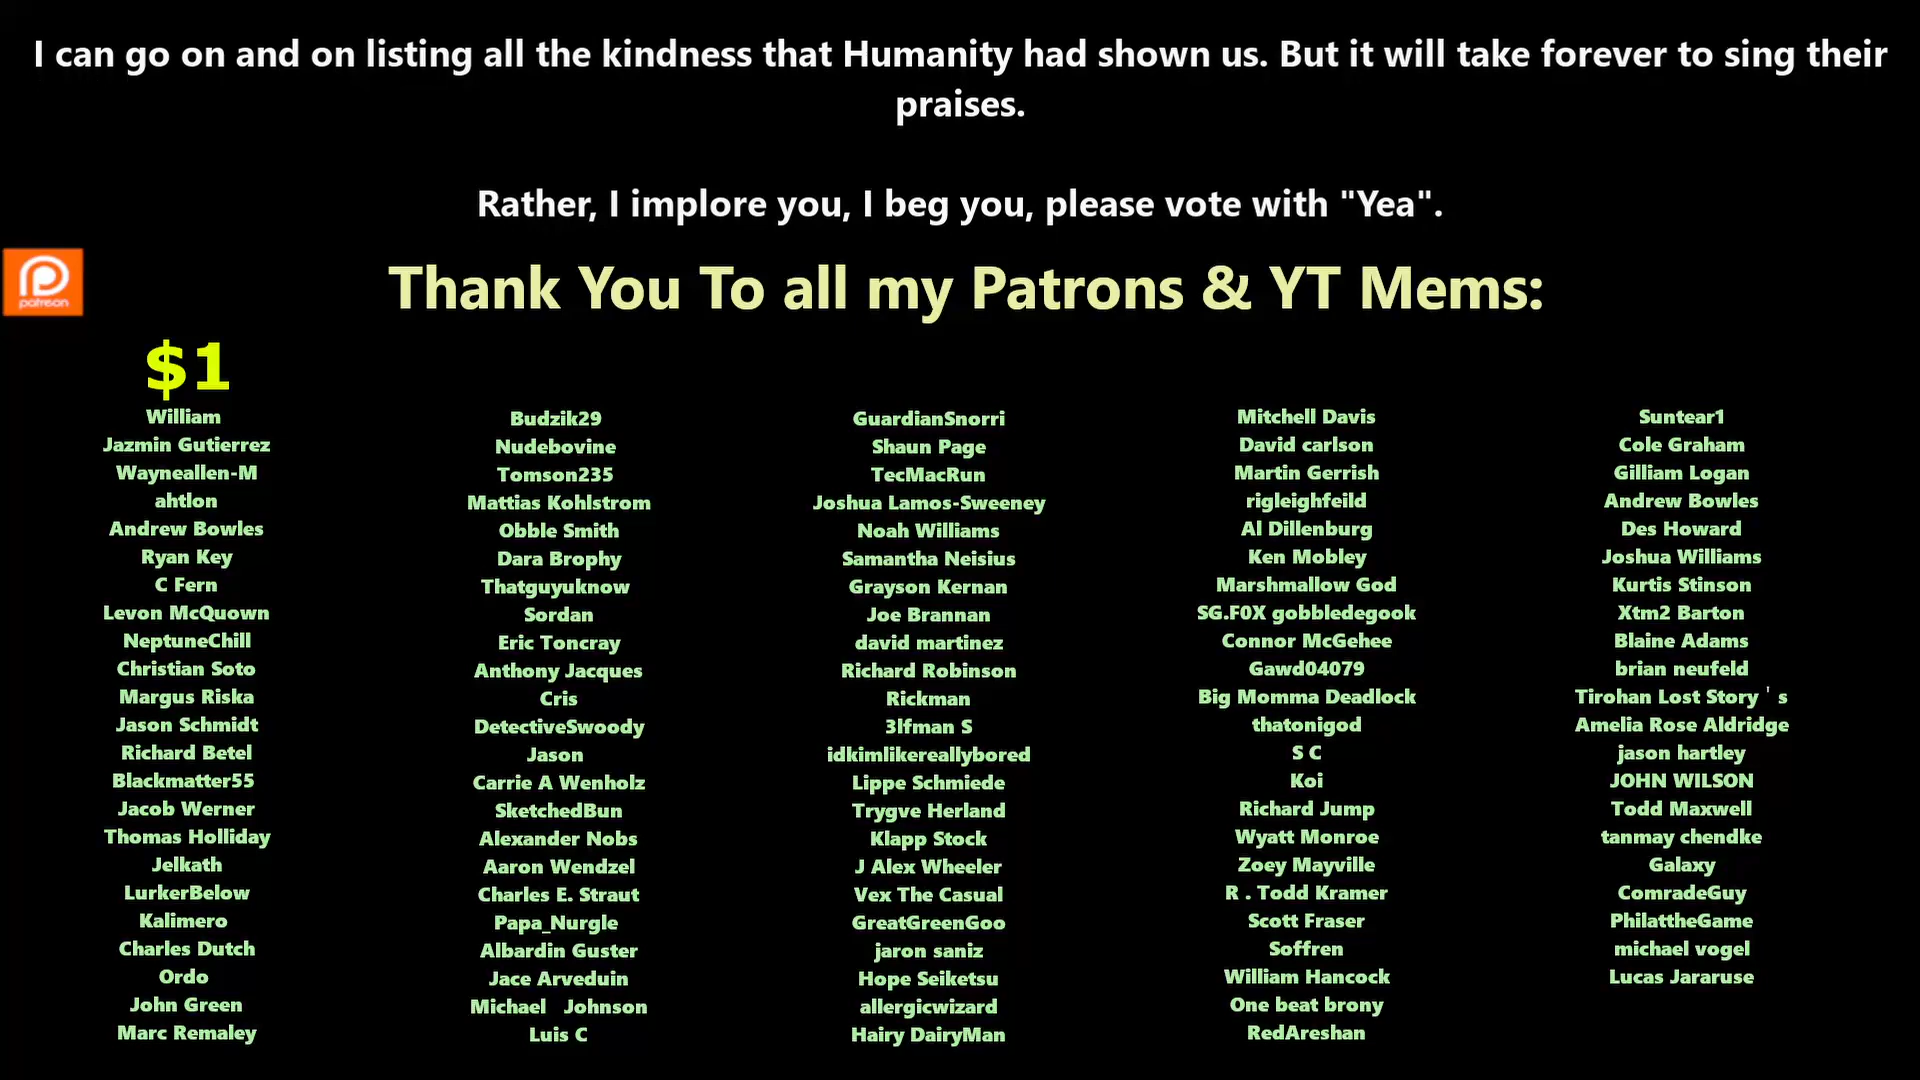 I can go on and on listing all the kindness that Humanity had shown us. But it will take forever to sing their
praises.
Rather, I implore you, I beg you, please vote with "Yea".
patreon
Thank You To all my Patrons & YT Mems:
$1
William
Jazmin Gutierrez
Wayneallen-M
ahtlon
Andrew Bowles
Ryan Key
C Fern
Levon McQuown
NeptuneChill
Christian Soto
Margus Riska
Jason Schmidt
Richard Betel
Blackmatter55
Jacob Werner
Thomas Holliday
Jelkath
LurkerBelow
Kalimero
Charles Dutch
Ordo
John Green
Marc Remaley
Budzik29
Nudebovine
Tomson235
Mattias Kohlstrom
Obble Smith
Dara Brophy
Thatguyuknow
Sordan
Eric Toncray
Anthony Jacques
Cris
DetectiveSwoody
Jason
Carrie A Wenholz
SketchedBun
Alexander Nobs
Aaron Wendzel
Charles E. Straut
Papa_Nurgle
Albardin Guster
Jace Arveduin
Michael Johnson
Luis C
GuardianSnorri
Shaun Page
TecMacRun
Joshua Lamos-Sweeney
Noah Williams
Samantha Neisius
Grayson Kernan
Joe Brannan
david martinez
Richard Robinson
Rickman
3lfman S
idkimlikereallybored
Lippe Schmiede
Trygve Herland
Klapp Stock
J Alex Wheeler
Vex The Casual
GreatGreenGoo
jaron saniz
Hope Seiketsu
allergicwizard
Hairy DairyMan
Mitchell Davis
David carlson
Martin Gerrish
rigleighfeild
Al Dillenburg
Ken Mobley
Marshmallow God
SG.F0X gobbledegook
Connor McGehee
Gawd04079
Big Momma Deadlock
thatonigod
S C
Koi
Richard Jump
Wyatt Monroe
Zoey Mayville
R . Todd Kramer
Scott Fraser
Soffren
William Hancock
One beat brony
RedAreshan
Suntear1
Cole Graham
Gilliam Logan
Andrew Bowles
Des Howard
Joshua Williams
Kurtis Stinson
Xtm2 Barton
Blaine Adams
brian neufeld
Tirohan Lost Story ' s
Amelia Rose Aldridge
jason hartley
JOHN WILSON
Todd Maxwell
tanmay chendke
Galaxy
ComradeGuy
PhilattheGame
michael vogel
Lucas Jararuse